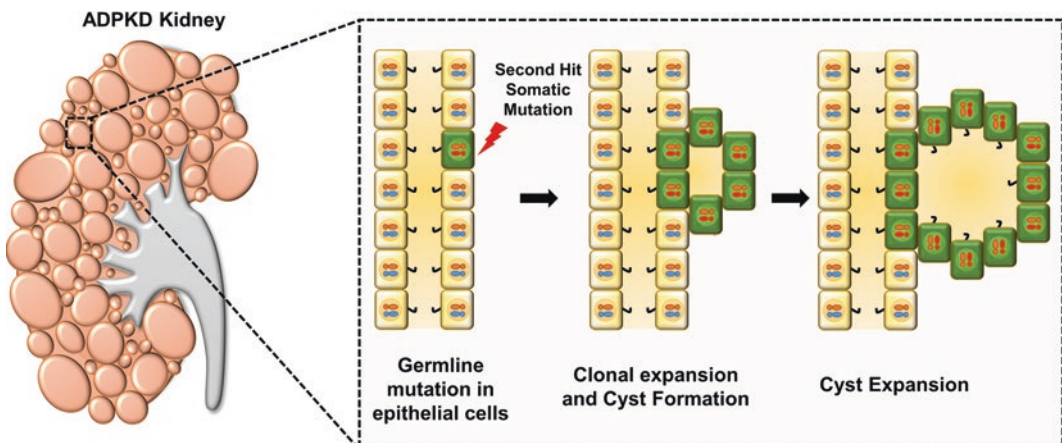 ADPKD Kidney
Second Hit
Somatic
Mutation
Germline
mutation in
epithelial cells
Clonal expansion
and Cyst Formation
Cyst Expansion